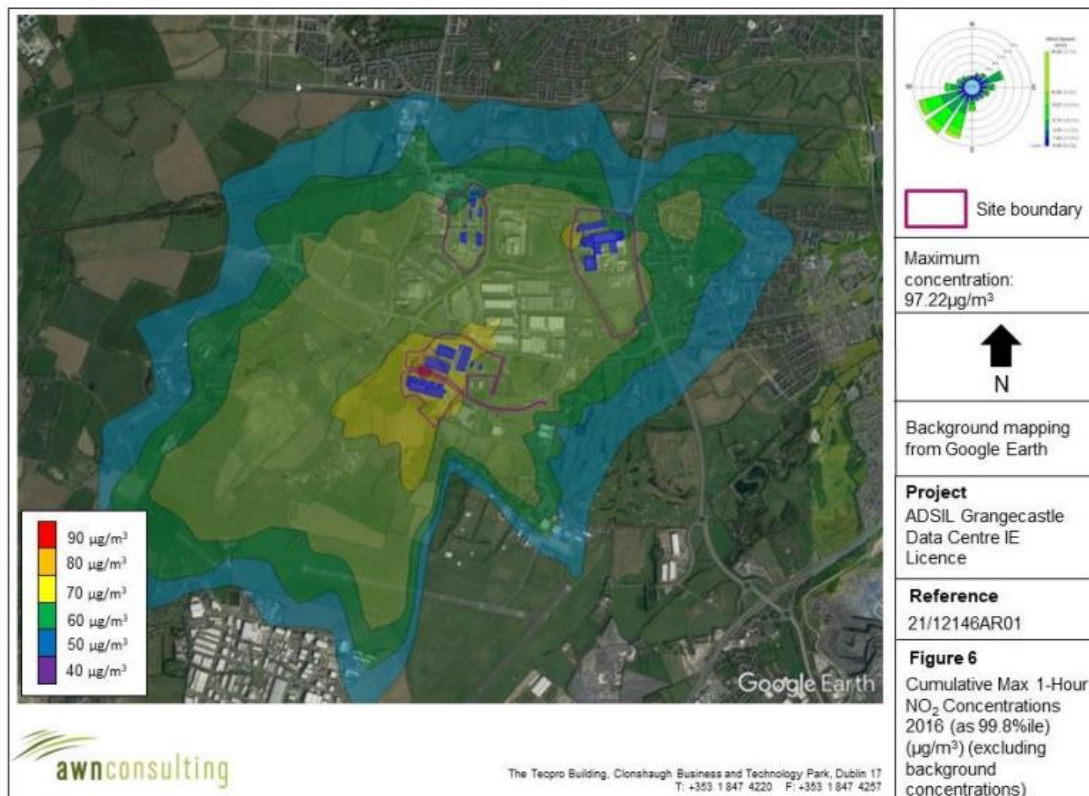 Google Earth
90 µg/m³
80 µg/m³
70 µg/m³
60 µg/m³
50 µg/m³
40 µg/m³
awnconsulting
The Tecpro Building, Clonshaugh Business and Technology Park, Dublin 17
T: +353 1 847 4220 F: +353 1 847 4257
N
Site boundary
Maximum
concentration:
97.22µg/m³
N
Background mapping
from Google Earth
Project
ADSIL Grangecastle
Data Centre IE
Licence
Reference
21/12146AR01
Figure 6
Cumulative Max 1-Hour
NO₂ Concentrations
2016 (as 99.8%ile)
(µg/m³) (excluding
background
concentrations)